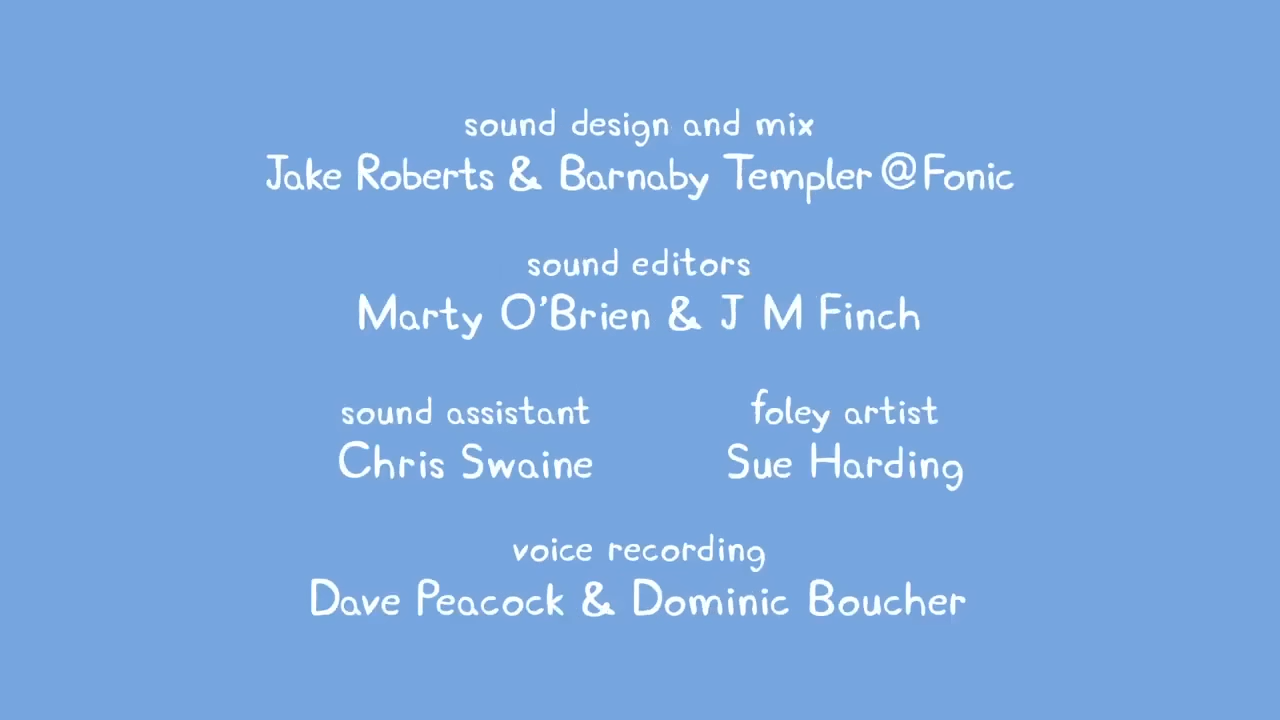 sound design and mix
Jake Roberts & Barnaby Templer @ Fonic
sound editors
Marty O'Brien & J M Finch
sound assistant
Chris Swaine
foley artist
Sue Harding
voice recording
Dave Peacock & Dominic Boucher